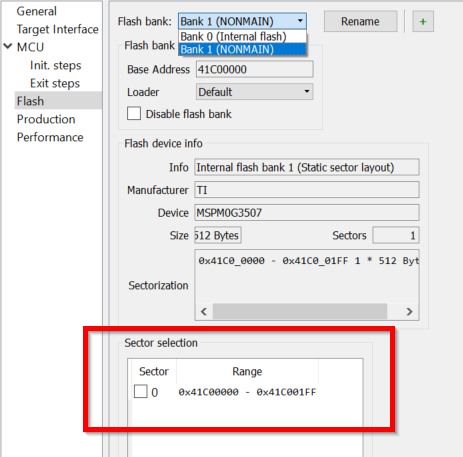 General
Target Interface
MCU
Init. steps
Exit steps
Flash
Production
Performance
Flash bank: Bank 1 (NONMAIN) Rename +
Bank 0 (Internal flash)
Bank 1 (NONMAIN)
Flash bank
Base Address 41C00000
Loader Default
Disable flash bank
Flash device info
Info Internal flash bank 1 (Static sector layout)
Manufacturer TI
Device MSPM0G3507
Size 512 Bytes Sectors 1
Sectorization 0x41C0_0000 - 0x41C0_01FF 1 * 512 Byt
Sector selection
Sector Range
0 0x41C00000 - 0x41C001FF